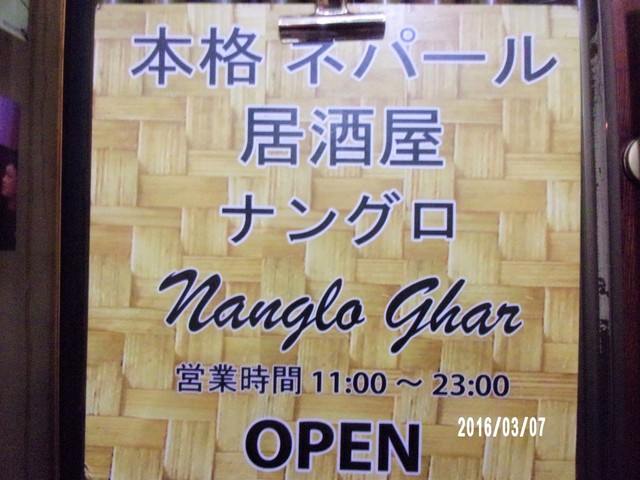 本格 ネパール
居酒屋
ナングロ
Nanglo Ghar
営業時間 11:00 ～ 23:00
OPEN
2016/03/07